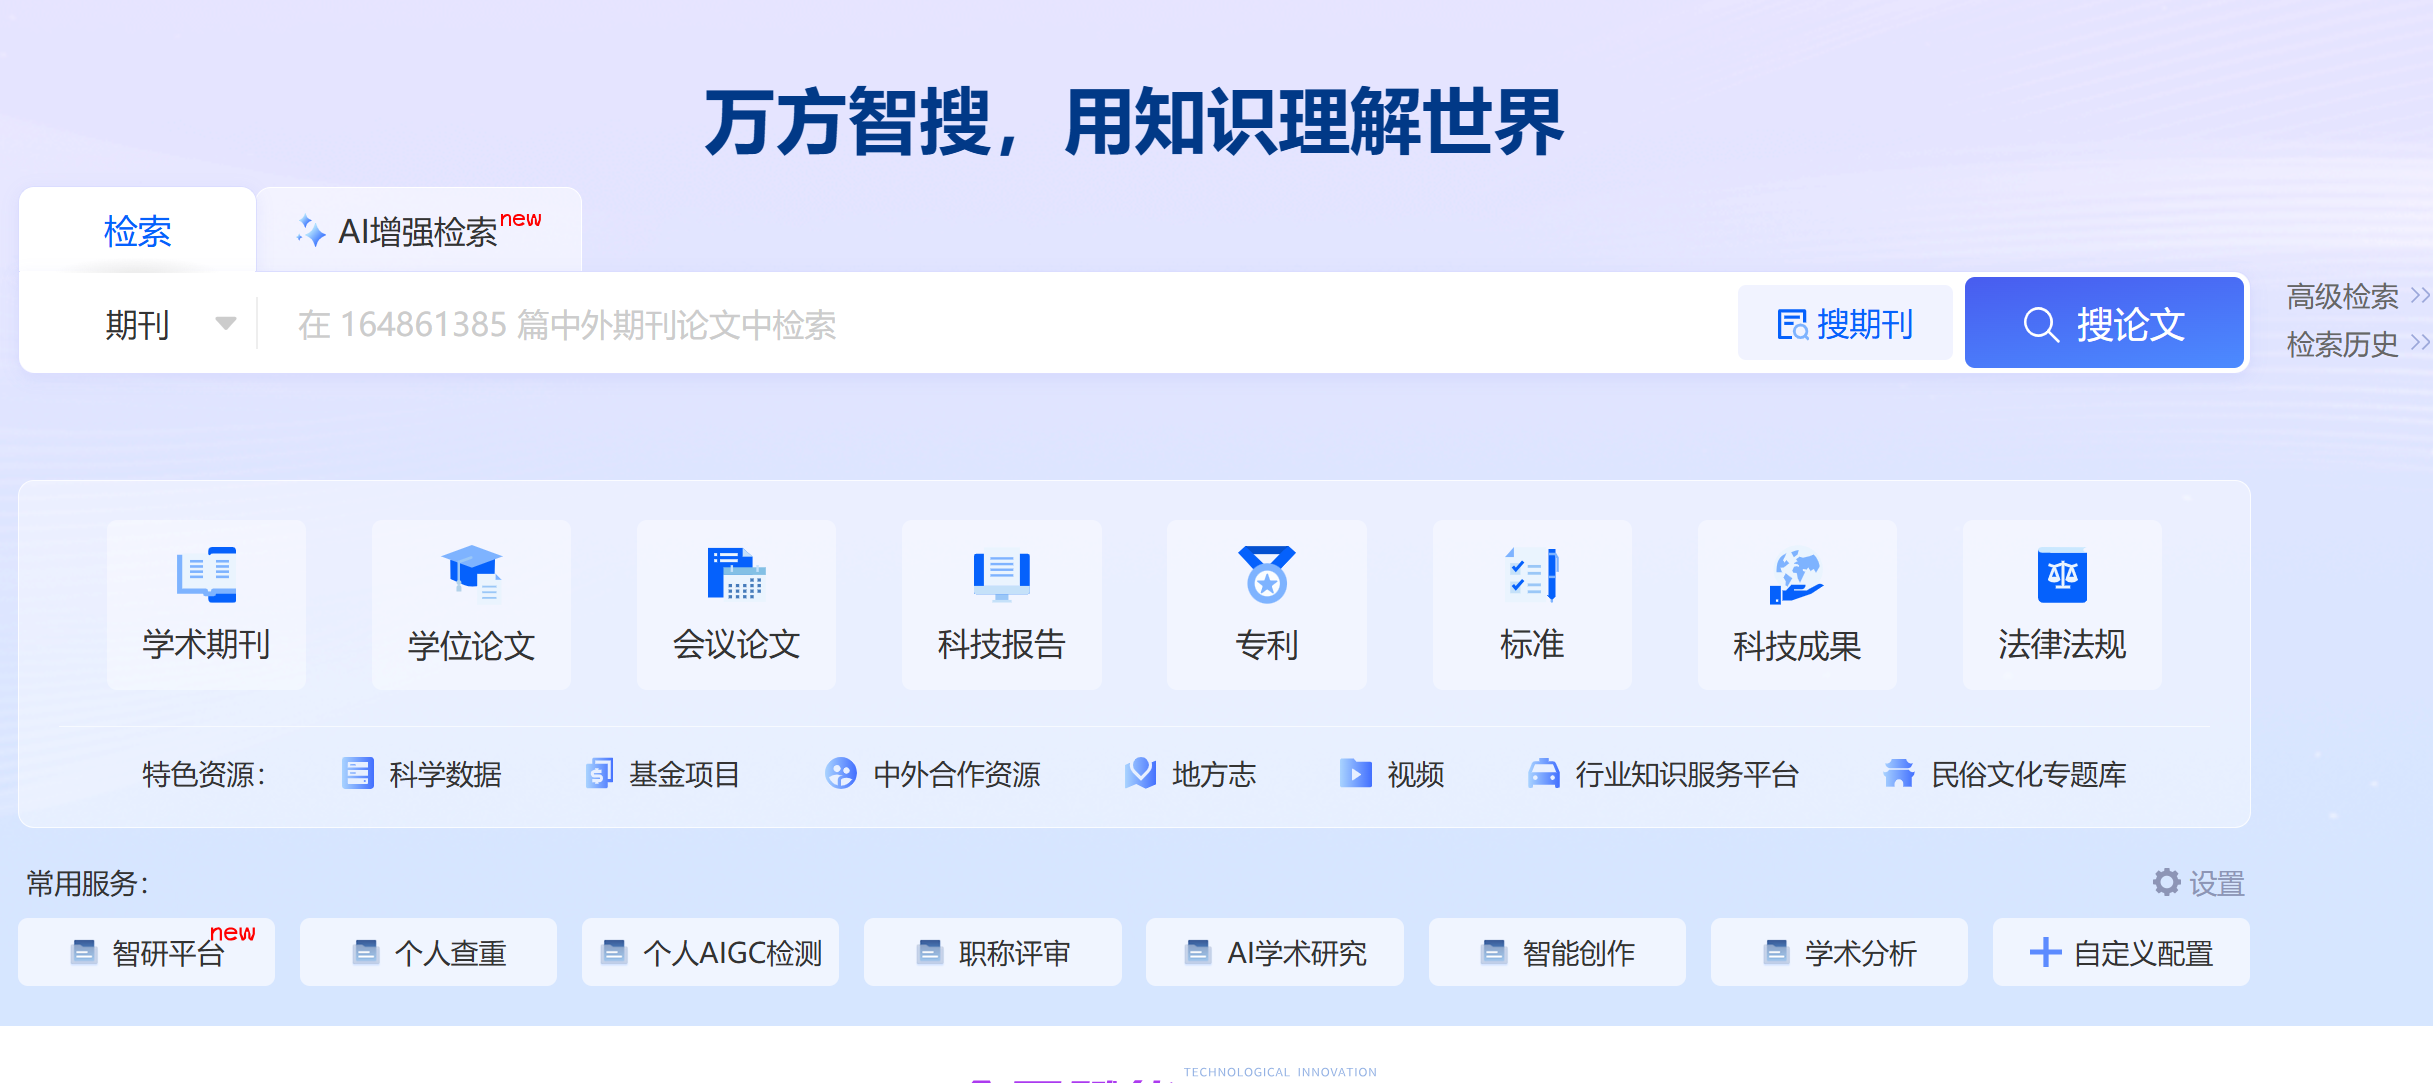 万方智搜，用知识理解世界
检索
AI增强检索 new
期刊
在 164861385 篇中外期刊论文中检索
搜期刊
搜论文
高级检索
检索历史
学术期刊
学位论文
会议论文
科技报告
专利
标准
科技成果
法律法规
特色资源：
科学数据
基金项目
中外合作资源
地方志
视频
行业知识服务平台
民俗文化专题库
常用服务：
设置
智研平台 new
个人查重
个人AIGC检测
职称评审
AI学术研究
智能创作
学术分析
自定义配置
TECHNOLOGICAL INNOVATION